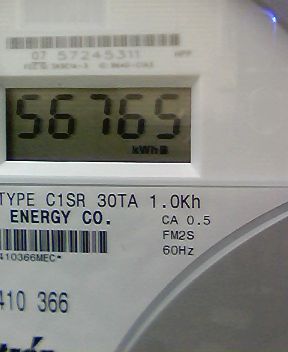 07 57245311
56765
kWh
TYPE C1SR 30TA 1.0Kh
ENERGY CO.
CA 0.5
FM2S
60Hz
410366MEC*
410 366